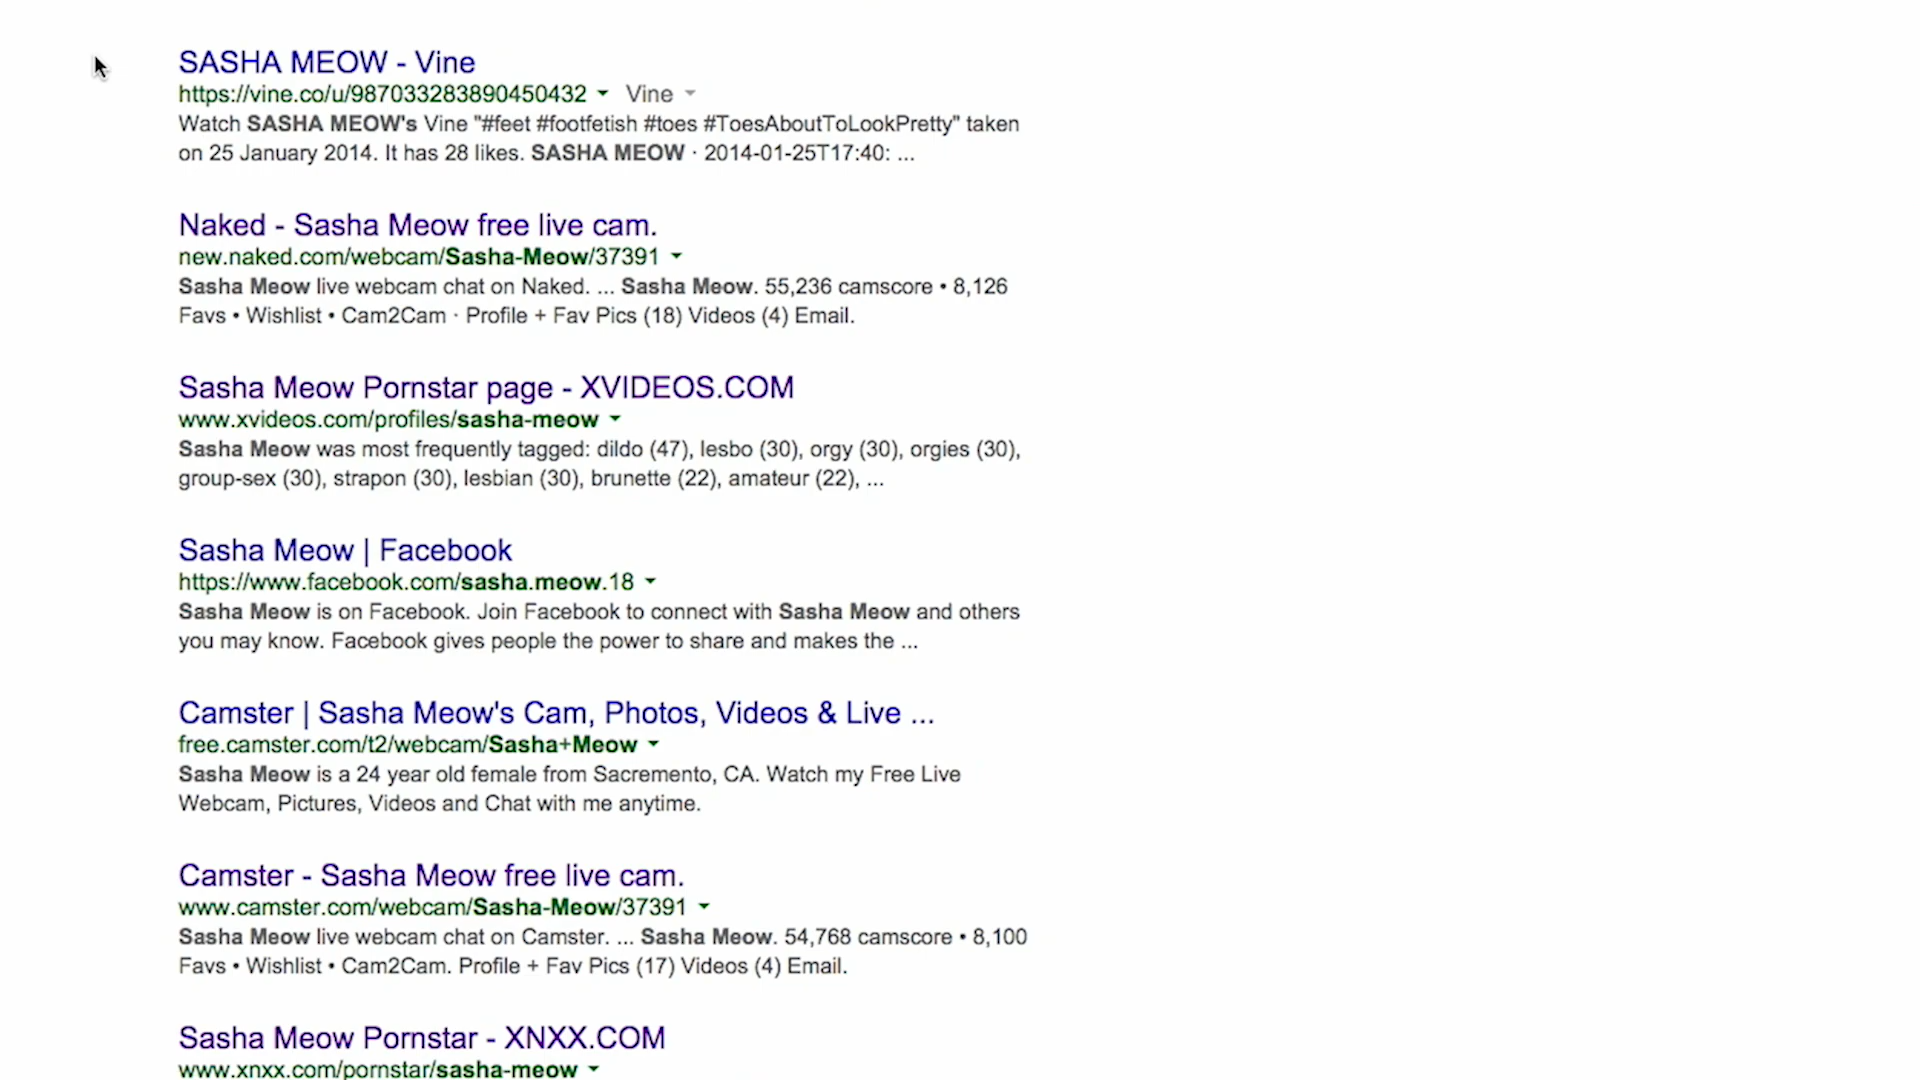 SASHA MEOW - Vine
https://vine.co/u/987033283890450432 Vine
Watch SASHA MEOW's Vine "#feet #footfetish #toes #ToesAboutToLookPretty" taken
on 25 January 2014. It has 28 likes. SASHA MEOW · 2014-01-25T17:40: ...
Naked - Sasha Meow free live cam.
new.naked.com/webcam/Sasha-Meow/37391
Sasha Meow live webcam chat on Naked. ... Sasha Meow. 55,236 camscore • 8,126
Favs • Wishlist • Cam2Cam · Profile + Fav Pics (18) Videos (4) Email.
Sasha Meow Pornstar page - XVIDEOS.COM
www.xvideos.com/profiles/sasha-meow
Sasha Meow was most frequently tagged: dildo (47), lesbo (30), orgy (30), orgies (30),
group-sex (30), strapon (30), lesbian (30), brunette (22), amateur (22), ...
Sasha Meow | Facebook
https://www.facebook.com/sasha.meow.18
Sasha Meow is on Facebook. Join Facebook to connect with Sasha Meow and others
you may know. Facebook gives people the power to share and makes the ...
Camster | Sasha Meow's Cam, Photos, Videos & Live ...
free.camster.com/t2/webcam/Sasha+Meow
Sasha Meow is a 24 year old female from Sacremento, CA. Watch my Free Live
Webcam, Pictures, Videos and Chat with me anytime.
Camster - Sasha Meow free live cam.
www.camster.com/webcam/Sasha-Meow/37391
Sasha Meow live webcam chat on Camster. ... Sasha Meow. 54,768 camscore • 8,100
Favs • Wishlist • Cam2Cam. Profile + Fav Pics (17) Videos (4) Email.
Sasha Meow Pornstar - XNXX.COM
www.xnxx.com/pornstar/sasha-meow